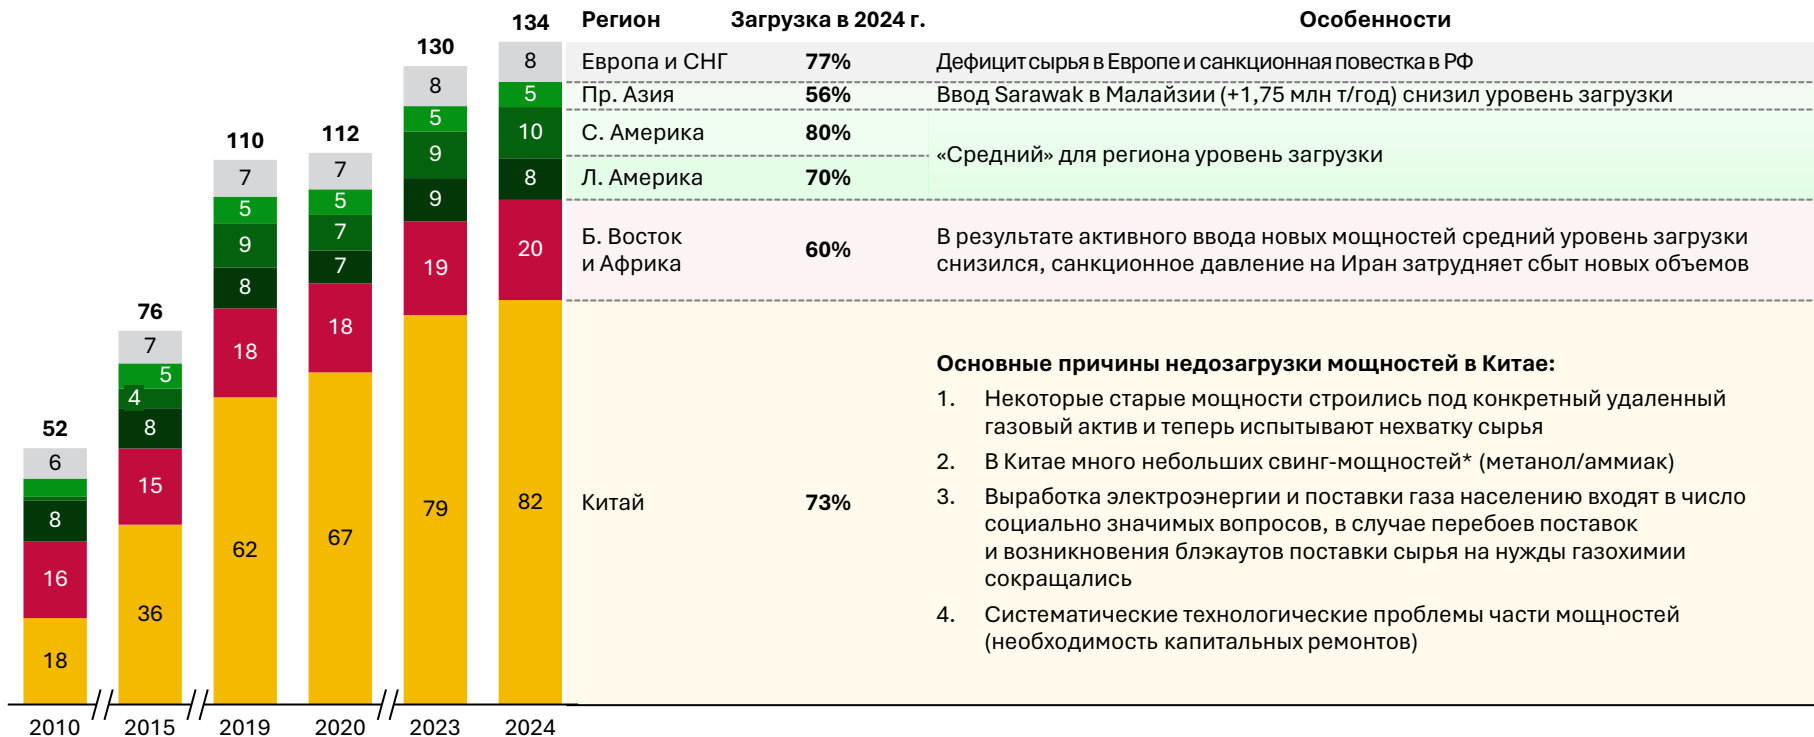 134 Регион Загрузка в 2024 г. Особенности
130
8 Европа и СНГ 77% Дефицит сырья в Европе и санкционная повестка в РФ
8
5 Пр. Азия 56% Ввод Sarawak в Малайзии (+1,75 млн т/год) снизил уровень загрузки
5
110 112
10 С. Америка 80%
9
«Средний» для региона уровень загрузки
7 7
8 Л. Америка 70%
9
5 5
7
9
20 Б. Восток
и Африка 60% В результате активного ввода новых мощностей средний уровень загрузки
снизился, санкционное давление на Иран затрудняет сбыт новых объемов
19
7
8
76
18
18
7
5
4
8
52
6
15
8
16
62 67 79 82 Китай 73%
36
18
Основные причины недозагрузки мощностей в Китае:
1. Некоторые старые мощности строились под конкретный удаленный
газовый актив и теперь испытывают нехватку сырья
2. В Китае много небольших свинг-мощностей* (метанол/аммиак)
3. Выработка электроэнергии и поставки газа населению входят в число
социально значимых вопросов, в случае перебоев поставок
и возникновения блэкаутов поставки сырья на нужды газохимии
сокращались
4. Систематические технологические проблемы части мощностей
(необходимость капитальных ремонтов)
2010 2015 2019 2020 2023 2024